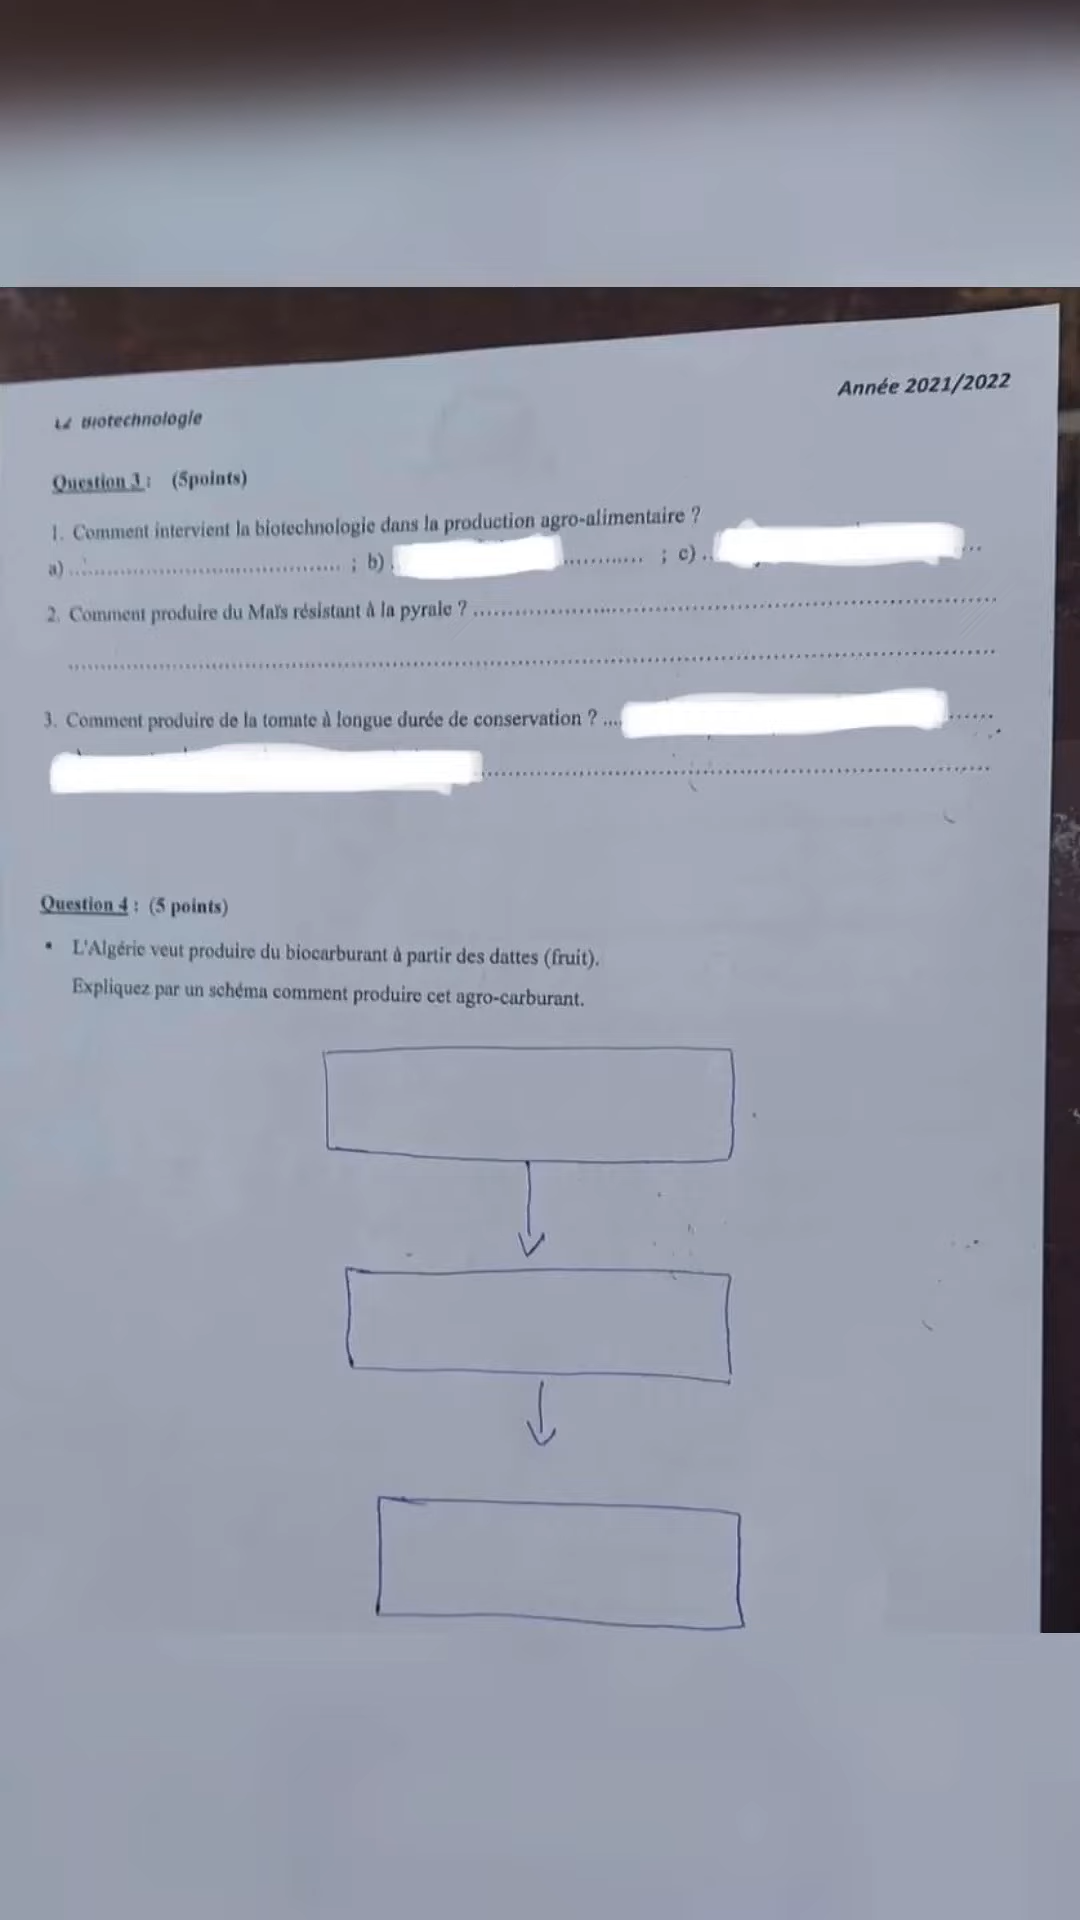 L2 Biotechnologie
Année 2021/2022
Question 3 : (5points)
1. Comment intervient la biotechnologie dans la production agro-alimentaire ?
a) .................................... ; b) . ............ ; c) .. ...
2. Comment produire du Maïs résistant à la pyrale ? ..........................................................................
..............................................................................................................................
3. Comment produire de la tomate à longue durée de conservation ? .... ......
..................................................................
Question 4 : (5 points)
▪ L'Algérie veut produire du biocarburant à partir des dattes (fruit).
Expliquez par un schéma comment produire cet agro-carburant.